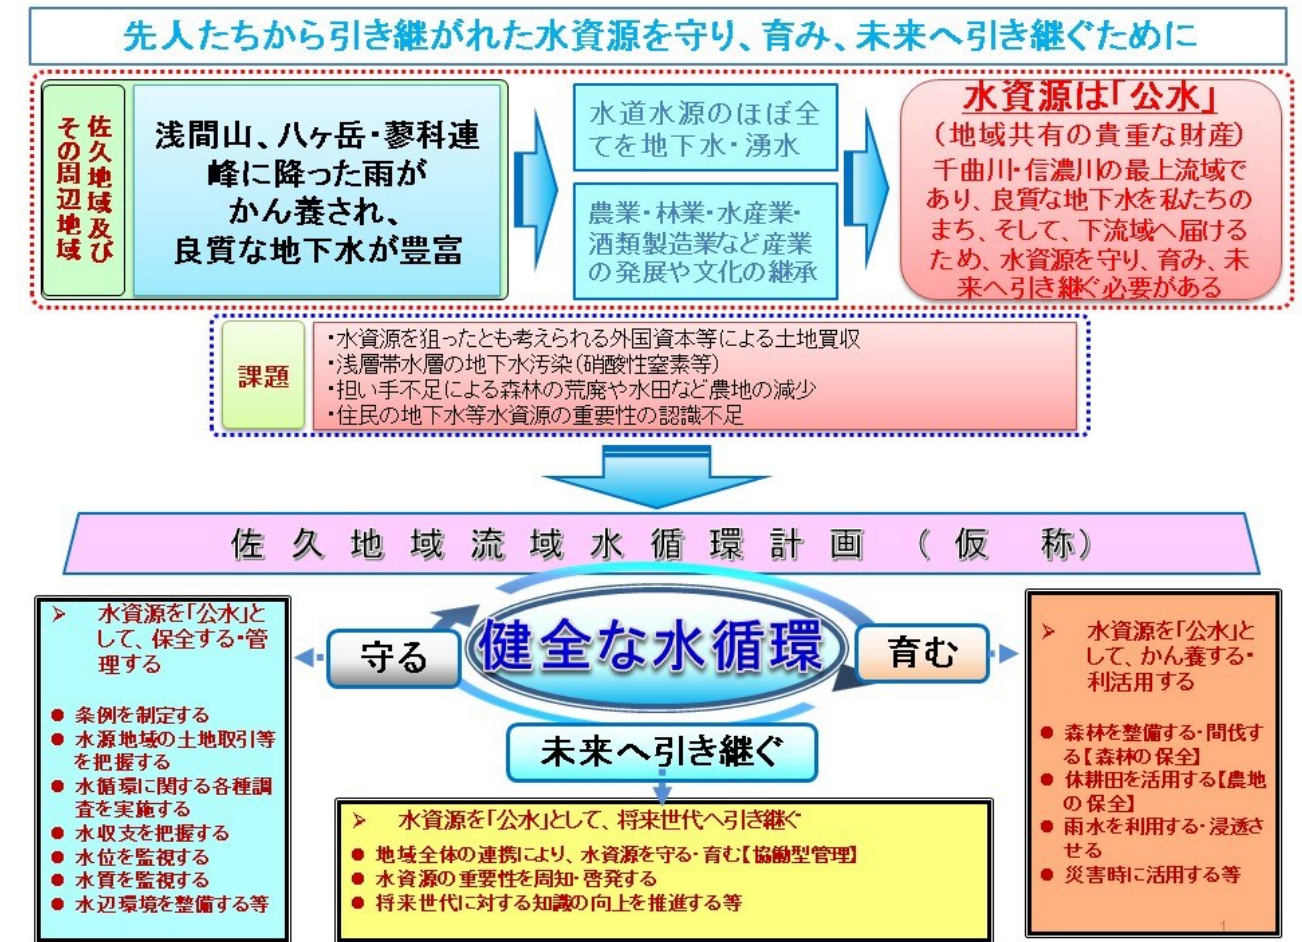 先人たちから引き継がれた水資源を守り、育み、未来へ引き継ぐために
佐久地域及び
その周辺地域
浅間山、八ヶ岳・蓼科連
峰に降った雨が
かん養され、
良質な地下水が豊富
水道水源のほぼ全
てを地下水・湧水
農業・林業・水産業・
酒類製造業など産業
の発展や文化の継承
水資源は「公水」
(地域共有の貴重な財産)
千曲川・信濃川の最上流域で
あり、良質な地下水を私たちの
まち、そして、下流域へ届ける
ため、水資源を守り、育み、未
来へ引き継ぐ必要がある
課題
・水資源を狙ったとも考えられる外国資本等による土地買収
・浅層帯水層の地下水汚染(硝酸性窒素等)
・担い手不足による森林の荒廃や水田など農地の減少
・住民の地下水等水資源の重要性の認識不足
佐久地域流域水循環計画(仮 称)
健全な水循環
守る
育む
未来へ引き継ぐ
➢ 水資源を「公水」と
して、保全する・管
理する
● 条例を制定する
● 水源地域の土地取引等
を把握する
● 水循環に関する各種調
査を実施する
● 水収支を把握する
● 水位を監視する
● 水質を監視する
● 水辺環境を整備する等
➢ 水資源を「公水」として、将来世代へ引き継ぐ
● 地域全体の連携により、水資源を守る・育む【協働型管理】
● 水資源の重要性を周知・啓発する
● 将来世代に対する知識の向上を推進する等
➢ 水資源を「公水」と
して、かん養する・
利活用する
● 森林を整備する・間伐す
る【森林の保全】
● 休耕田を活用する【農地
の保全】
● 雨水を利用する・浸透さ
せる
● 災害時に活用する等
1